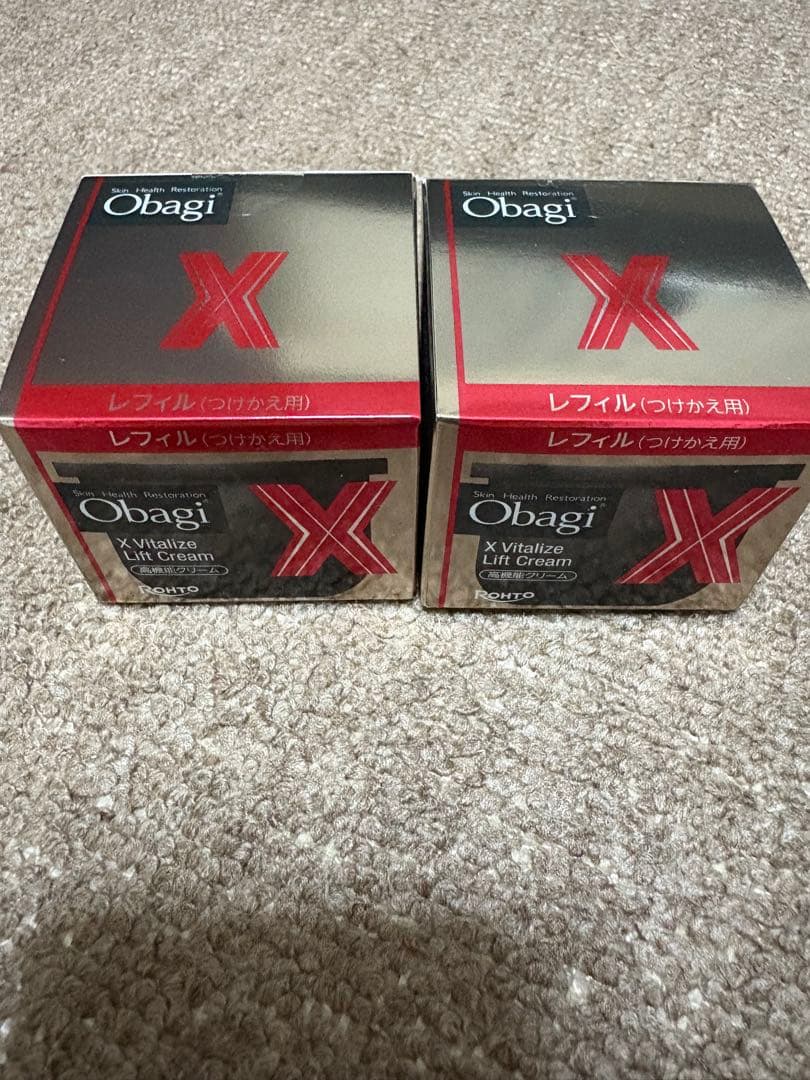 Skin Health Restoration
Obagi®
X
レフィル(つけかえ用)
レフィル(つけかえ用)
Skin Health Restoration
Obagi
X
X Vitalize
Lift Cream
高機能クリーム
ROHTO
Skin Health Restoration
Obagi®
X
レフィル(つけかえ用)
レフィル(つけかえ用)
Skin Health Restoration
Obagi®
X
X Vitalize
Lift Cream
高機能クリーム
ROHTO